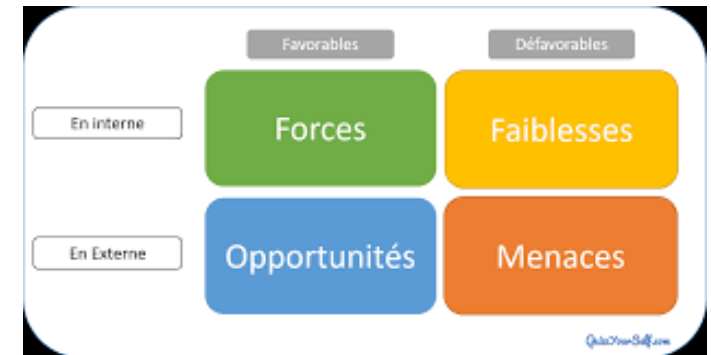 Favorables Défavorables
En interne Forces Faiblesses
En Externe Opportunités Menaces
QuizYourSelf.com